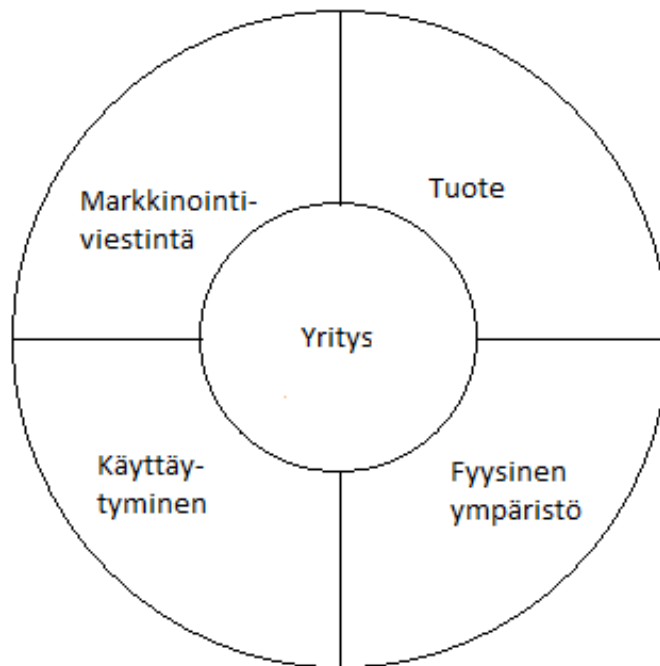 Markkinointi-
viestintä
Tuote
Yritys
Käyttäy-
tyminen
Fyysinen
ympäristö